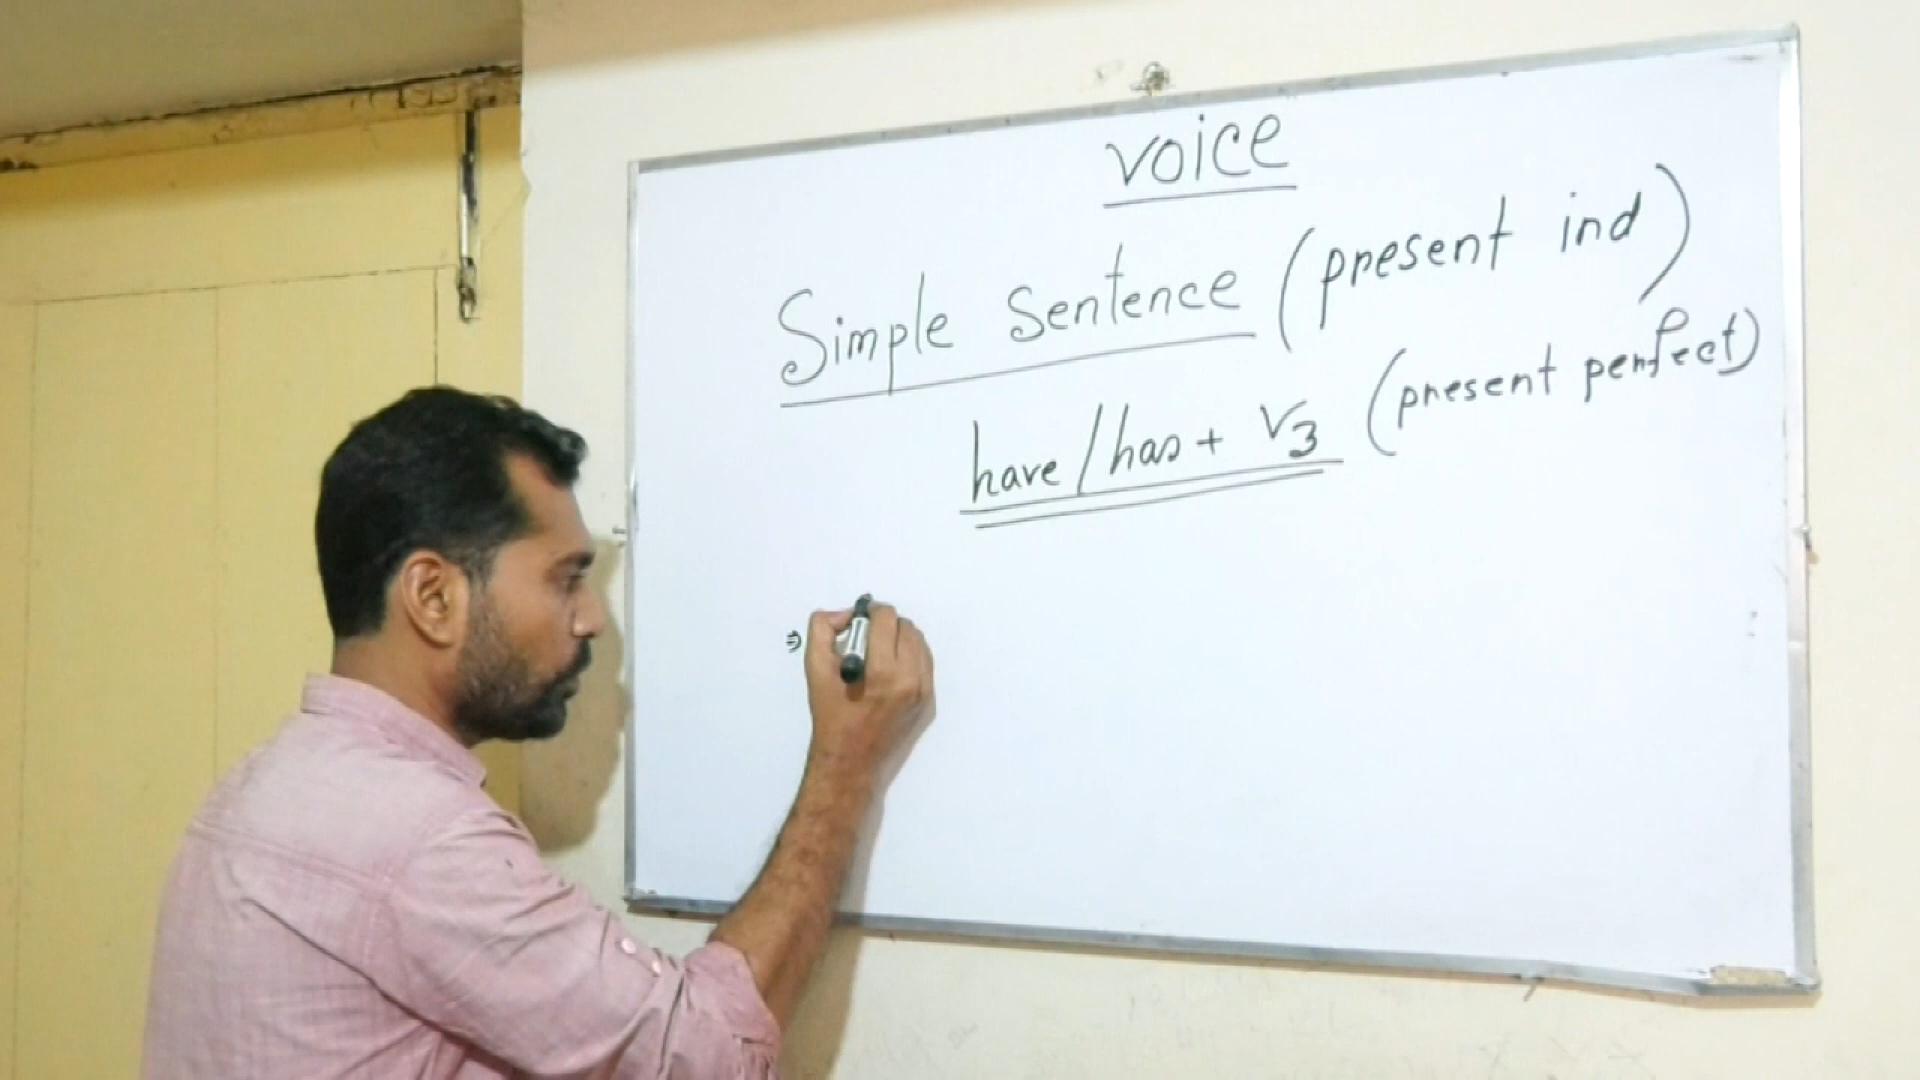 voice
Simple Sentence (present ind)
have/has + V3 (present perfect)
⇒